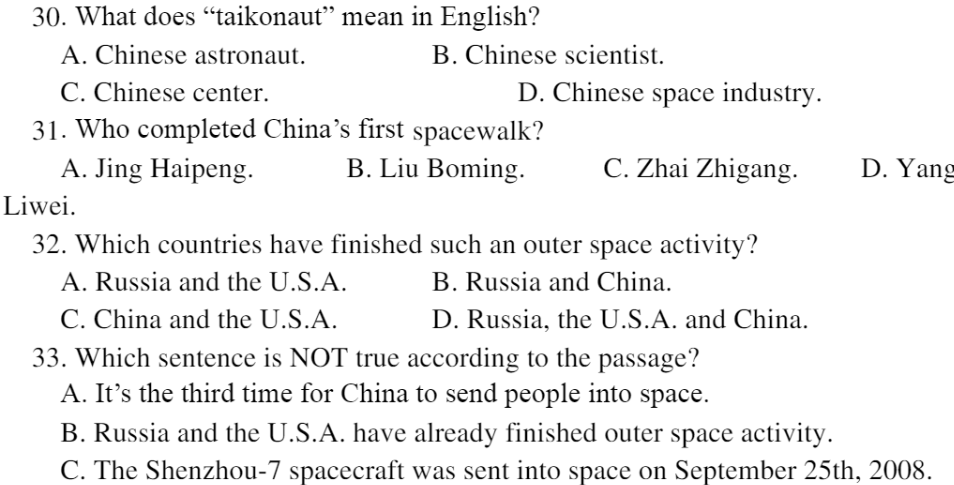 30. What does “taikonaut” mean in English?
A. Chinese astronaut. B. Chinese scientist.
C. Chinese center. D. Chinese space industry.
31. Who completed China’s first spacewalk?
A. Jing Haipeng. B. Liu Boming. C. Zhai Zhigang. D. Yang
Liwei.
32. Which countries have finished such an outer space activity?
A. Russia and the U.S.A. B. Russia and China.
C. China and the U.S.A. D. Russia, the U.S.A. and China.
33. Which sentence is NOT true according to the passage?
A. It’s the third time for China to send people into space.
B. Russia and the U.S.A. have already finished outer space activity.
C. The Shenzhou-7 spacecraft was sent into space on September 25th, 2008.